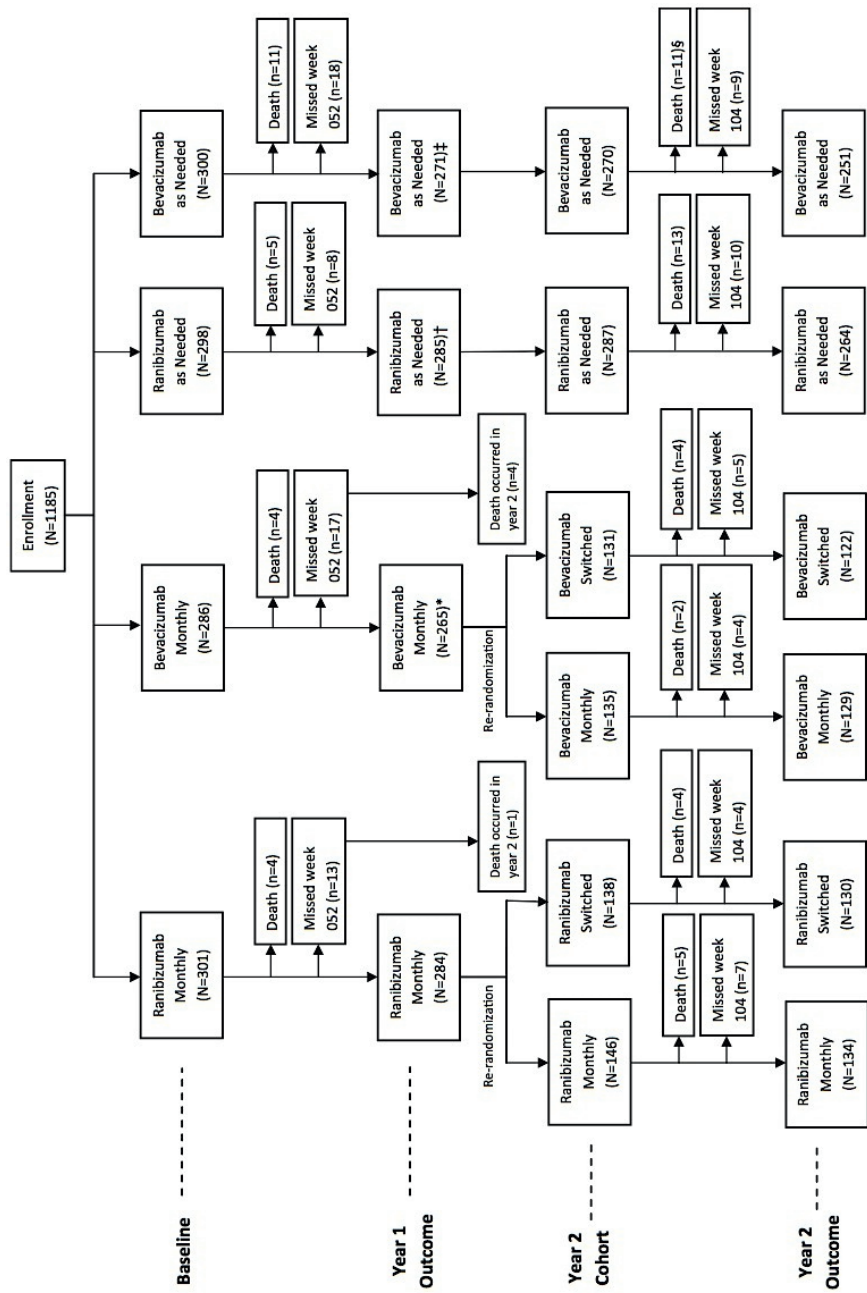 Enrollment
(N=1185)
Baseline
Ranibizumab
Monthly
(N=301)
Bevacizumab
Monthly
(N=286)
Ranibizumab
as Needed
(N=298)
Bevacizumab
as Needed
(N=300)
Death (n=4)
Missed week
052 (n=13)
Death (n=4)
Missed week
052 (n=17)
Death (n=5)
Missed week
052 (n=8)
Death (n=11)
Missed week
052 (n=18)
Year 1
Outcome
Ranibizumab
Monthly
(N=284)
Bevacizumab
Monthly
(N=265)*
Ranibizumab
as Needed
(N=285)†
Bevacizumab
as Needed
(N=271)‡
Re-randomization
Death occurred in
year 2 (n=1)
Re-randomization
Death occurred in
year 2 (n=4)
Year 2
Cohort
Ranibizumab
Monthly
(N=146)
Ranibizumab
Switched
(N=138)
Bevacizumab
Monthly
(N=135)
Bevacizumab
Switched
(N=131)
Ranibizumab
as Needed
(N=287)
Bevacizumab
as Needed
(N=270)
Death (n=5)
Missed week
104 (n=7)
Death (n=4)
Missed week
104 (n=4)
Death (n=2)
Missed week
104 (n=4)
Death (n=4)
Missed week
104 (n=5)
Death (n=13)
Missed week
104 (n=10)
Death (n=11)§
Missed week
104 (n=9)
Year 2
Outcome
Ranibizumab
Monthly
(N=134)
Ranibizumab
Switched
(N=130)
Bevacizumab
Monthly
(N=129)
Bevacizumab
Switched
(N=122)
Ranibizumab
as Needed
(N=264)
Bevacizumab
as Needed
(N=251)